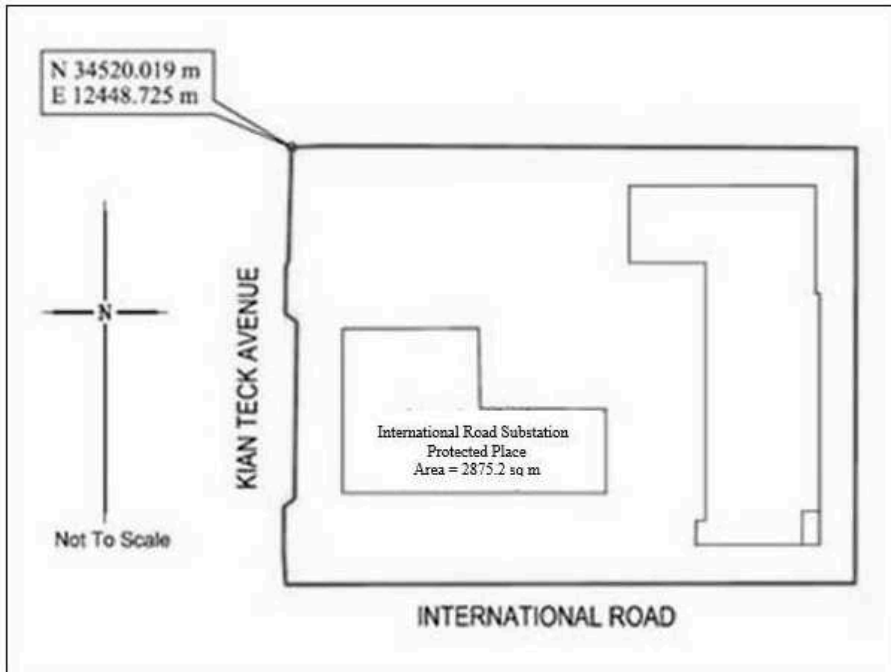 N 34520.019 m
E 12448.725 m
N
KIAN TECK AVENUE
International Road Substation
Protected Place
Area = 2875.2 sq m
Not To Scale
INTERNATIONAL ROAD